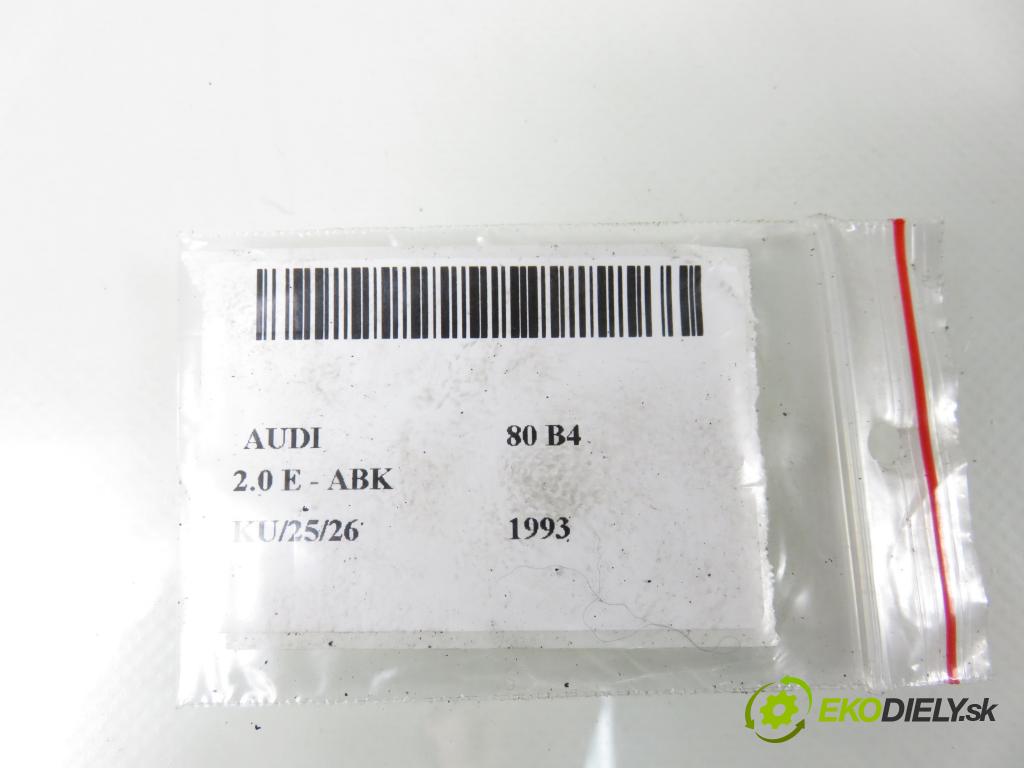 AUDI 80 B4
2.0 E - ABK
KU/25/26 1993
EKODIELY.sk